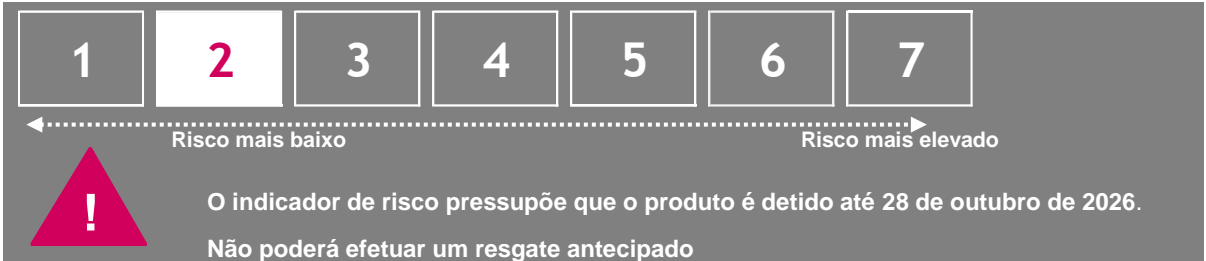 1 2 3 4 5 6 7
Risco mais baixo Risco mais elevado
!
O indicador de risco pressupõe que o produto é detido até 28 de outubro de 2026.
Não poderá efetuar um resgate antecipado